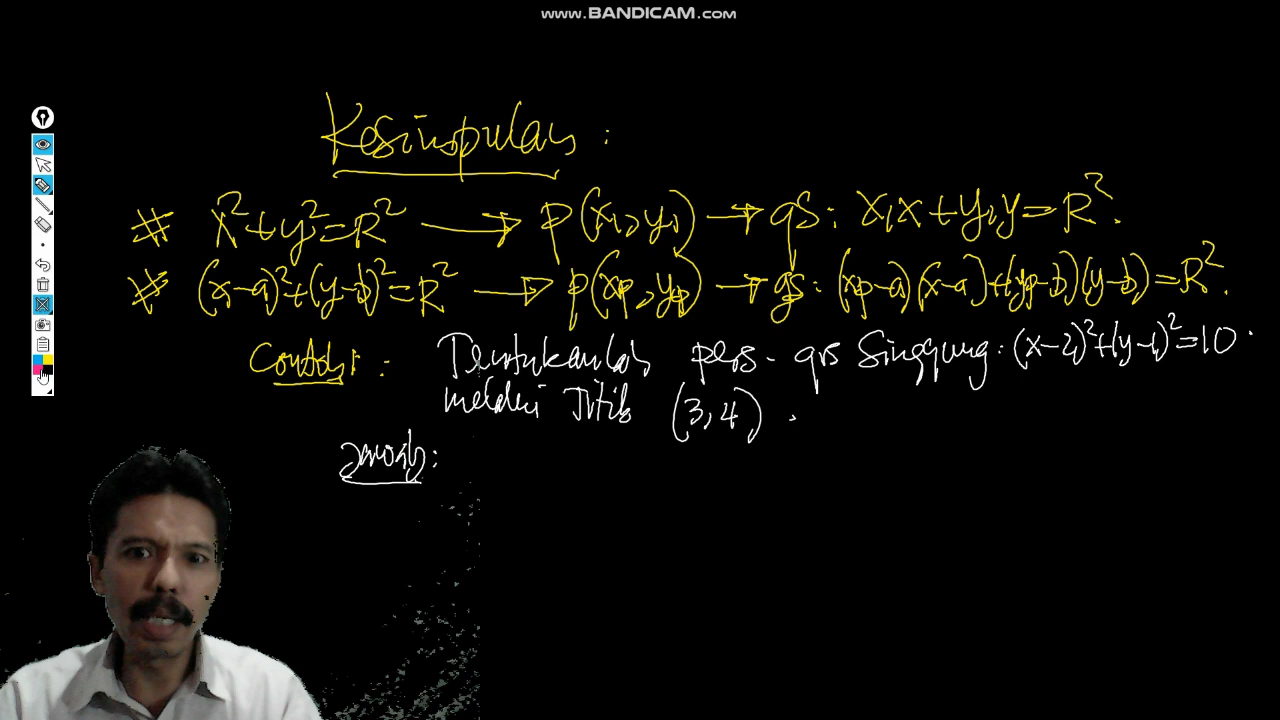 www.BANDICAM.com
Kesimpulan :
# x²+y²=R² → P(x₁,y₁) → gs: x₁x+y₁y=R².
# (x-a)²+(y-b)²=R² → P(xp,yp) → gs: (xp-a)(x-a)+(yp-b)(y-b)=R².
Contoh : Tentukanlah pers. grs Singgung: (x-2)²+(y-1)²=10.
melalui Titik (3,4).
Jawab: